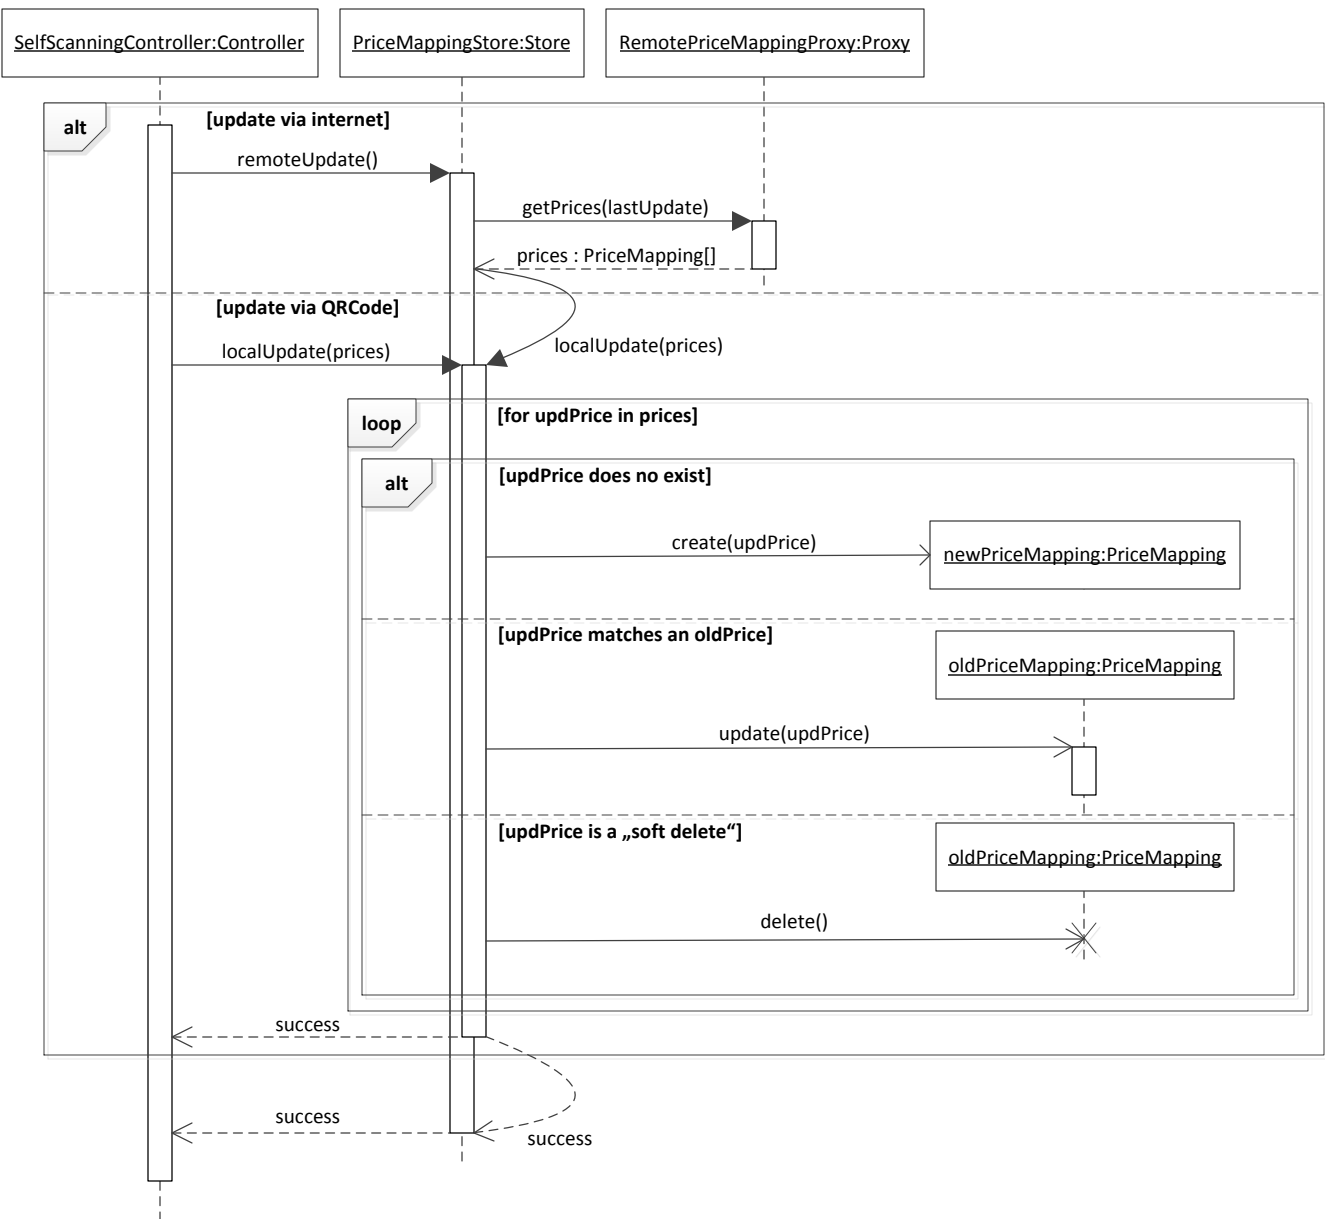 SelfScanningController:Controller
PriceMappingStore:Store
RemotePriceMappingProxy:Proxy
alt
[update via internet]
remoteUpdate()
getPrices(lastUpdate)
prices : PriceMapping[]
[update via QRCode]
localUpdate(prices)
localUpdate(prices)
loop
[for updPrice in prices]
alt
[updPrice does no exist]
create(updPrice)
newPriceMapping:PriceMapping
[updPrice matches an oldPrice]
oldPriceMapping:PriceMapping
update(updPrice)
[updPrice is a „soft delete“]
oldPriceMapping:PriceMapping
delete()
success
success
success